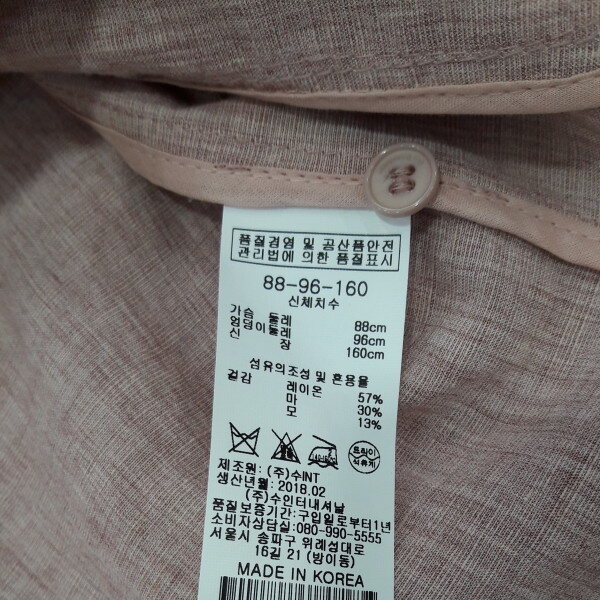 품질경영 및 공산품안전
관리법에 의한 품질표시
88-96-160
신체치수
가슴 둘레 88cm
엉덩이둘레 96cm
신 장 160cm
섬유의조성 및 혼용율
겉감 레이온 57%
마 30%
모 13%
드라이
석유계
제조원: (주)수INT
생산년월: 2018.02
(주)수인터내셔날
품질보증기간: 구입일로부터1년
소비자상담실: 080-990-5555
서울시 송파구 위례성대로
16길 21 (방이동)
MADE IN KOREA